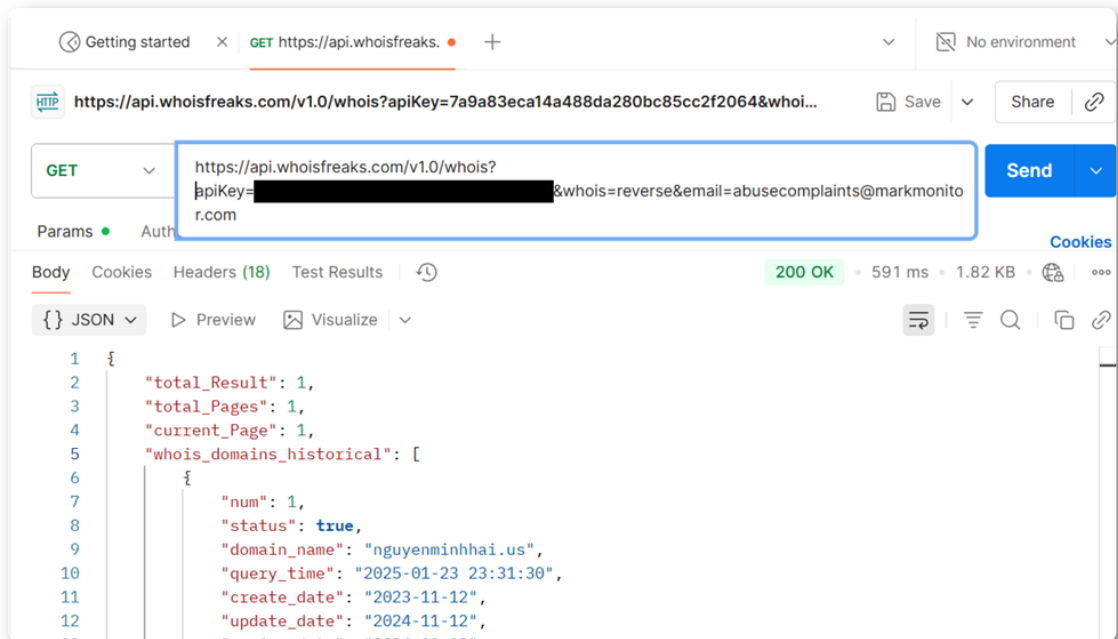 Getting started × GET https://api.whoisfreaks. No environment
HTTP https://api.whoisfreaks.com/v1.0/whois?apiKey=7a9a83eca14a488da280bc85cc2f2064&whoi... Save Share
GET https://api.whoisfreaks.com/v1.0/whois? Send
apiKey= &whois=reverse&email=abusecomplaints@markmonito
r.com
Params Auth
Cookies
Body Cookies Headers (18) Test Results 200 OK 591 ms 1.82 KB
{} JSON Preview Visualize
1 {
2 "total_Result": 1,
3 "total_Pages": 1,
4 "current_Page": 1,
5 "whois_domains_historical": [
6 {
7 "num": 1,
8 "status": true,
9 "domain_name": "nguyenminhhai.us",
10 "query_time": "2025-01-23 23:31:30",
11 "create_date": "2023-11-12",
12 "update_date": "2024-11-12",